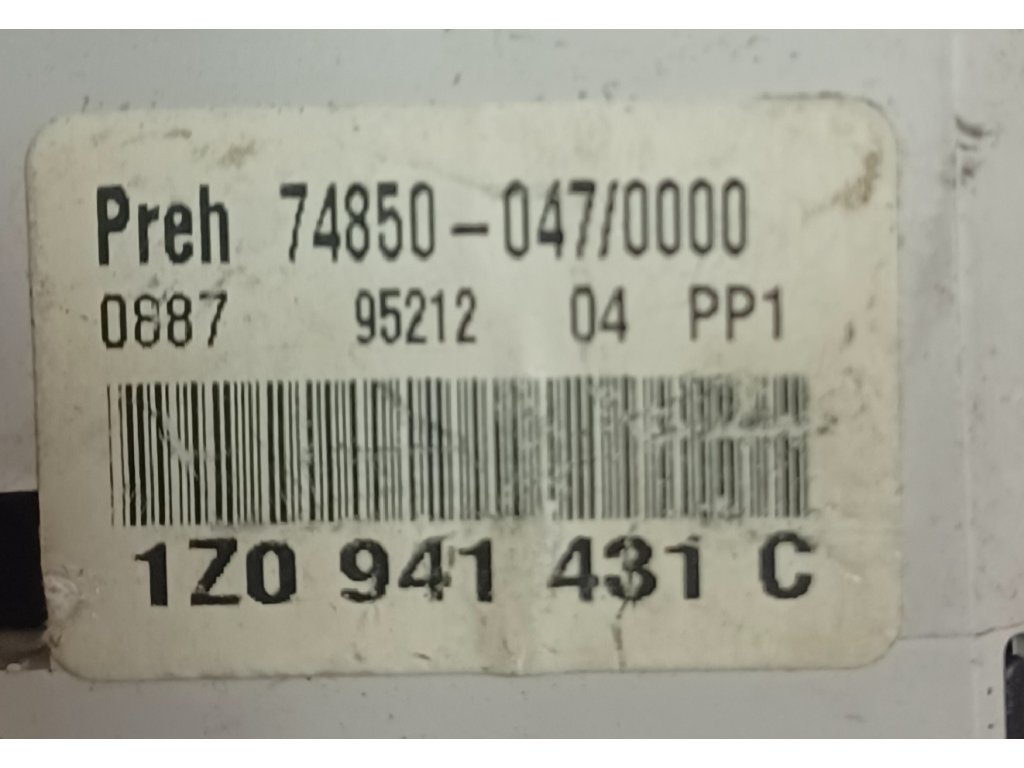 Preh 74850-047/0000
0887 95212 04 PP1
1Z0 941 431 C